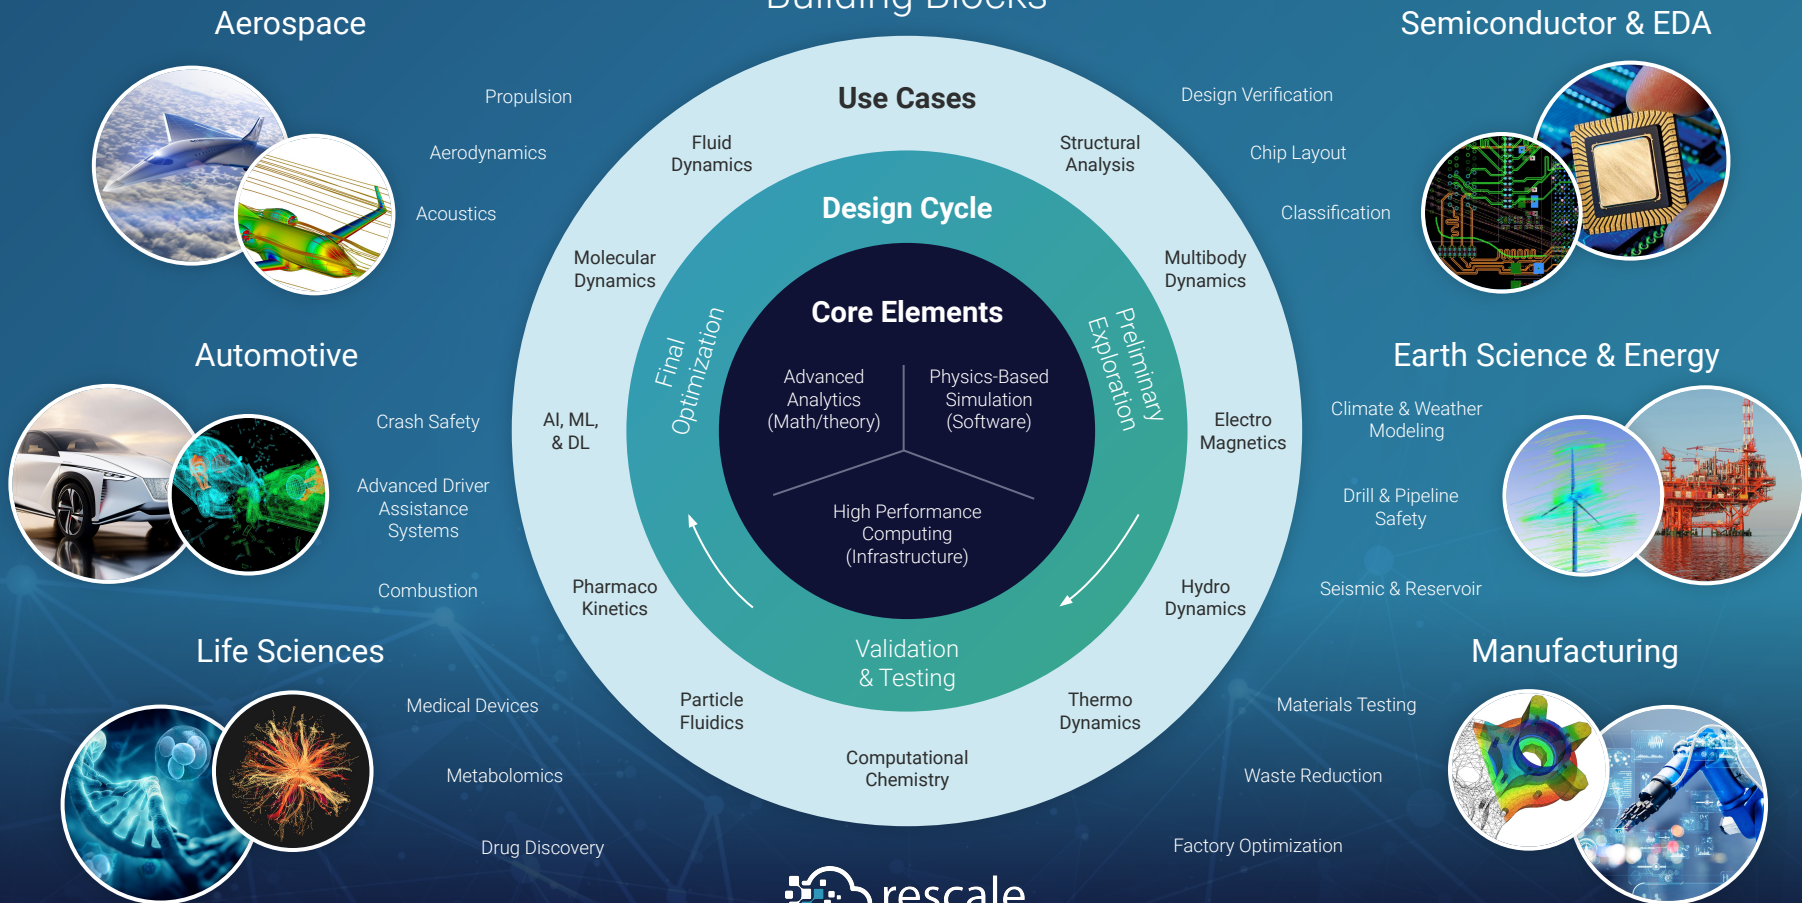 Building Blocks
Aerospace
Propulsion
Aerodynamics
Acoustics
Automotive
Crash Safety
Advanced Driver
Assistance
Systems
Combustion
Life Sciences
Medical Devices
Metabolomics
Drug Discovery
Use Cases
Fluid
Dynamics
Structural
Analysis
Molecular
Dynamics
Multibody
Dynamics
AI, ML,
& DL
Electro
Magnetics
Pharmaco
Kinetics
Hydro
Dynamics
Particle
Fluidics
Thermo
Dynamics
Computational
Chemistry
Design Cycle
Final
Optimization
Preliminary
Exploration
Validation
& Testing
Core Elements
Advanced
Analytics
(Math/theory)
Physics-Based
Simulation
(Software)
High Performance
Computing
(Infrastructure)
Semiconductor & EDA
Design Verification
Chip Layout
Classification
Earth Science & Energy
Climate & Weather
Modeling
Drill & Pipeline
Safety
Seismic & Reservoir
Manufacturing
Materials Testing
Waste Reduction
Factory Optimization
rescale